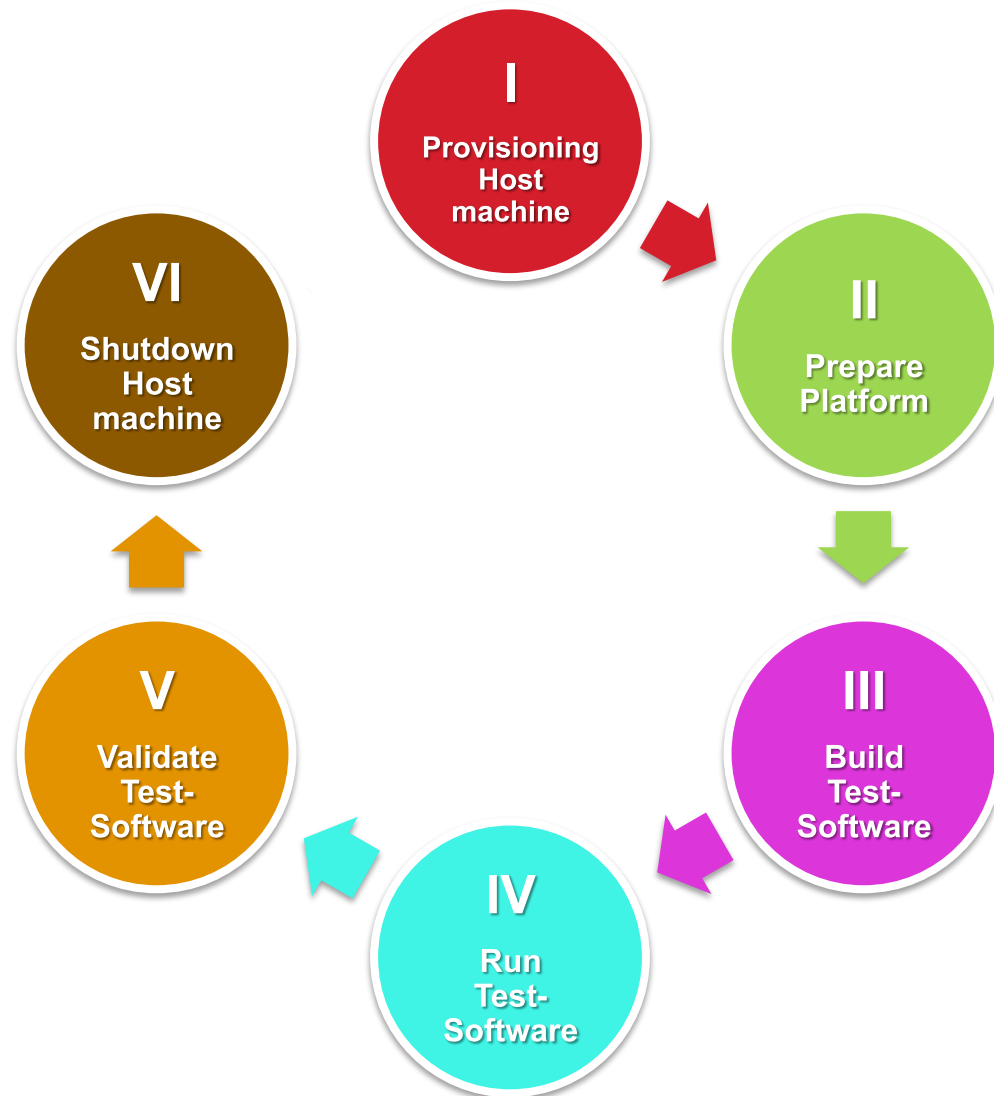 I
Provisioning
Host
machine
II
Prepare
Platform
III
Build
Test-
Software
IV
Run
Test-
Software
V
Validate
Test-
Software
VI
Shutdown
Host
machine